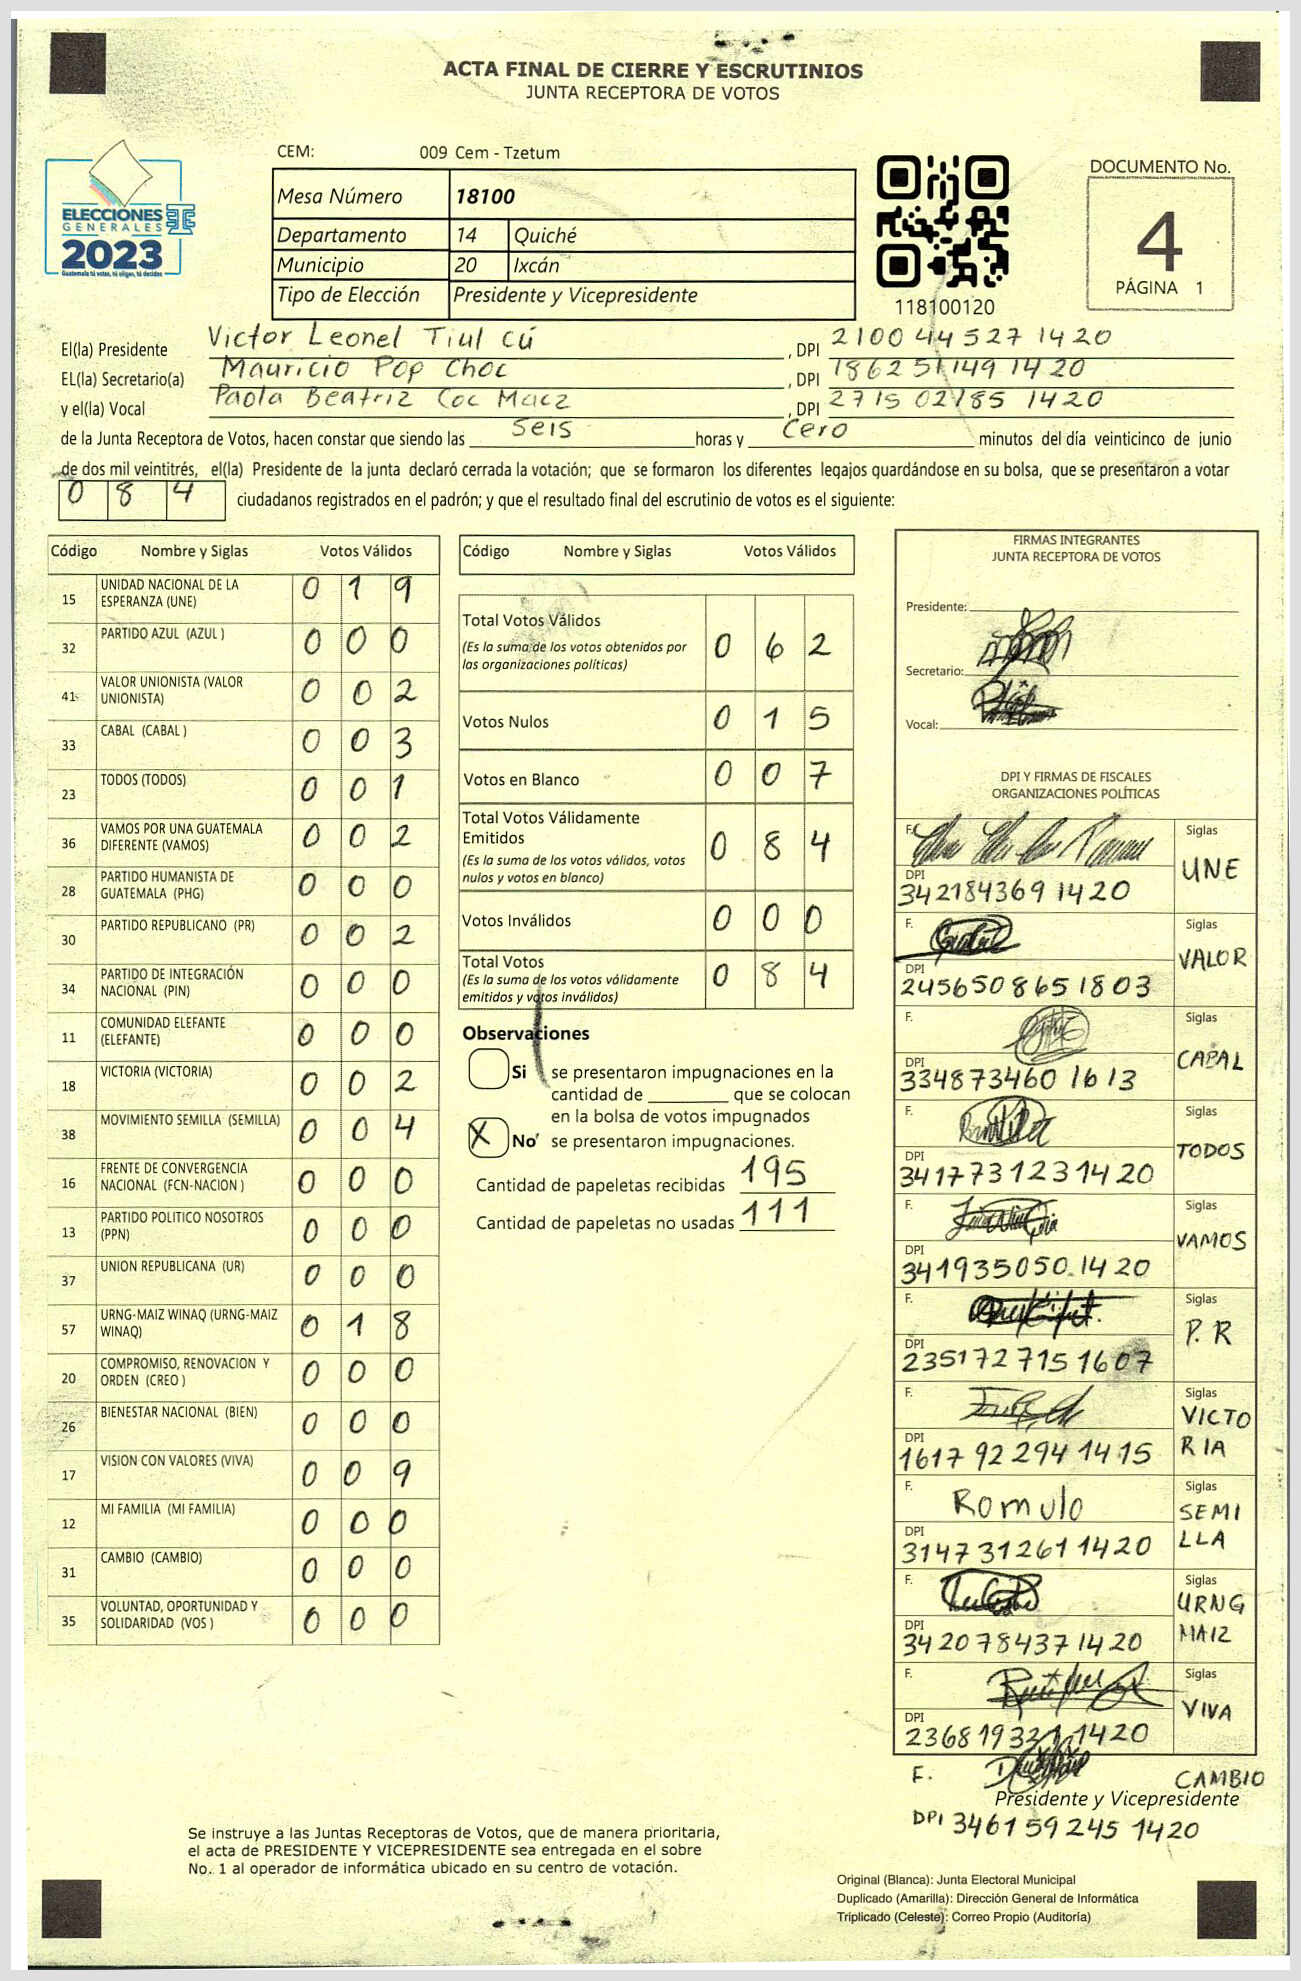 ACTA FINAL DE CIERRE Y ESCRUTINIOS
JUNTA RECEPTORA DE VOTOS
ELECCIONES
GENERALES
2023
Guatemala tú votas, tú eliges, tú decides
CEM: 009 Cem - Tzetum
Mesa Número 18100
Departamento 14 Quiché
Municipio 20 Ixcán
Tipo de Elección Presidente y Vicepresidente
118100120
DOCUMENTO No.
4
PÁGINA 1
El(la) Presidente Victor Leonel Tiul Cú , DPI 2100 44527 1420
EL(la) Secretario(a) Mauricio Pop Choc , DPI 1862 51149 1420
y el(la) Vocal Paola Beatriz Coc Maez , DPI 2715 02185 1420
de la Junta Receptora de Votos, hacen constar que siendo las Seis horas y Cero minutos del día veinticinco de junio
de dos mil veintitrés, el(la) Presidente de la junta declaró cerrada la votación; que se formaron los diferentes legajos quardándose en su bolsa, que se presentaron a votar
0 8 4 ciudadanos registrados en el padrón; y que el resultado final del escrutinio de votos es el siguiente:
Código Nombre y Siglas Votos Válidos
15 UNIDAD NACIONAL DE LA ESPERANZA (UNE) 0 1 9
32 PARTIDO AZUL (AZUL ) 0 0 0
41 VALOR UNIONISTA (VALOR UNIONISTA) 0 0 2
33 CABAL (CABAL ) 0 0 3
23 TODOS (TODOS) 0 0 1
36 VAMOS POR UNA GUATEMALA DIFERENTE (VAMOS) 0 0 2
28 PARTIDO HUMANISTA DE GUATEMALA (PHG) 0 0 0
30 PARTIDO REPUBLICANO (PR) 0 0 2
34 PARTIDO DE INTEGRACIÓN NACIONAL (PIN) 0 0 0
11 COMUNIDAD ELEFANTE (ELEFANTE) 0 0 0
18 VICTORIA (VICTORIA) 0 0 2
38 MOVIMIENTO SEMILLA (SEMILLA) 0 0 4
16 FRENTE DE CONVERGENCIA NACIONAL (FCN-NACION ) 0 0 0
13 PARTIDO POLITICO NOSOTROS (PPN) 0 0 0
37 UNION REPUBLICANA (UR) 0 0 0
57 URNG-MAIZ WINAQ (URNG-MAIZ WINAQ) 0 1 8
20 COMPROMISO, RENOVACION Y ORDEN (CREO ) 0 0 0
26 BIENESTAR NACIONAL (BIEN) 0 0 0
17 VISION CON VALORES (VIVA) 0 0 9
12 MI FAMILIA (MI FAMILIA) 0 0 0
31 CAMBIO (CAMBIO) 0 0 0
35 VOLUNTAD, OPORTUNIDAD Y SOLIDARIDAD (VOS ) 0 0 0
Código Nombre y Siglas Votos Válidos
Total Votos Válidos
(Es la suma de los votos obtenidos por
las organizaciones políticas) 0 6 2
Votos Nulos 0 1 5
Votos en Blanco 0 0 7
Total Votos Válidamente
Emitidos
(Es la suma de los votos válidos, votos
nulos y votos en blanco) 0 8 4
Votos Inválidos 0 0 0
Total Votos
(Es la suma de los votos válidamente
emitidos y votos inválidos) 0 8 4
Observaciones
Si se presentaron impugnaciones en la
cantidad de ________ que se colocan
en la bolsa de votos impugnados
X No se presentaron impugnaciones.
Cantidad de papeletas recibidas 195
Cantidad de papeletas no usadas 111
FIRMAS INTEGRANTES
JUNTA RECEPTORA DE VOTOS
Presidente:
Secretario:
Vocal:
DPI Y FIRMAS DE FISCALES
ORGANIZACIONES POLÍTICAS
F. Siglas
UNE
DPI
342184369 1420
F. Siglas
VALOR
DPI
2456508651803
F. Siglas
CAPAL
DPI
334873460 1613
F. Siglas
TODOS
DPI
3417731231420
F. Siglas
VAMOS
DPI
341935050.1420
F. Siglas
P. R
DPI
2351727151607
F. Siglas
VICTO
RIA
DPI
1617 92 294 1415
F. Romulo Siglas
SEMI
LLA
DPI
314731261 1420
F. Siglas
URNG
MAIZ
DPI
3420784371420
F. Siglas
VIVA
DPI
236819321 1420
F. CAMBIO
Presidente y Vicepresidente
DPI 346159245 1420
Se instruye a las Juntas Receptoras de Votos, que de manera prioritaria,
el acta de PRESIDENTE Y VICEPRESIDENTE sea entregada en el sobre
No. 1 al operador de informática ubicado en su centro de votación.
Original (Blanca): Junta Electoral Municipal
Duplicado (Amarilla): Dirección General de Informática
Triplicado (Celeste): Correo Propio (Auditoría)